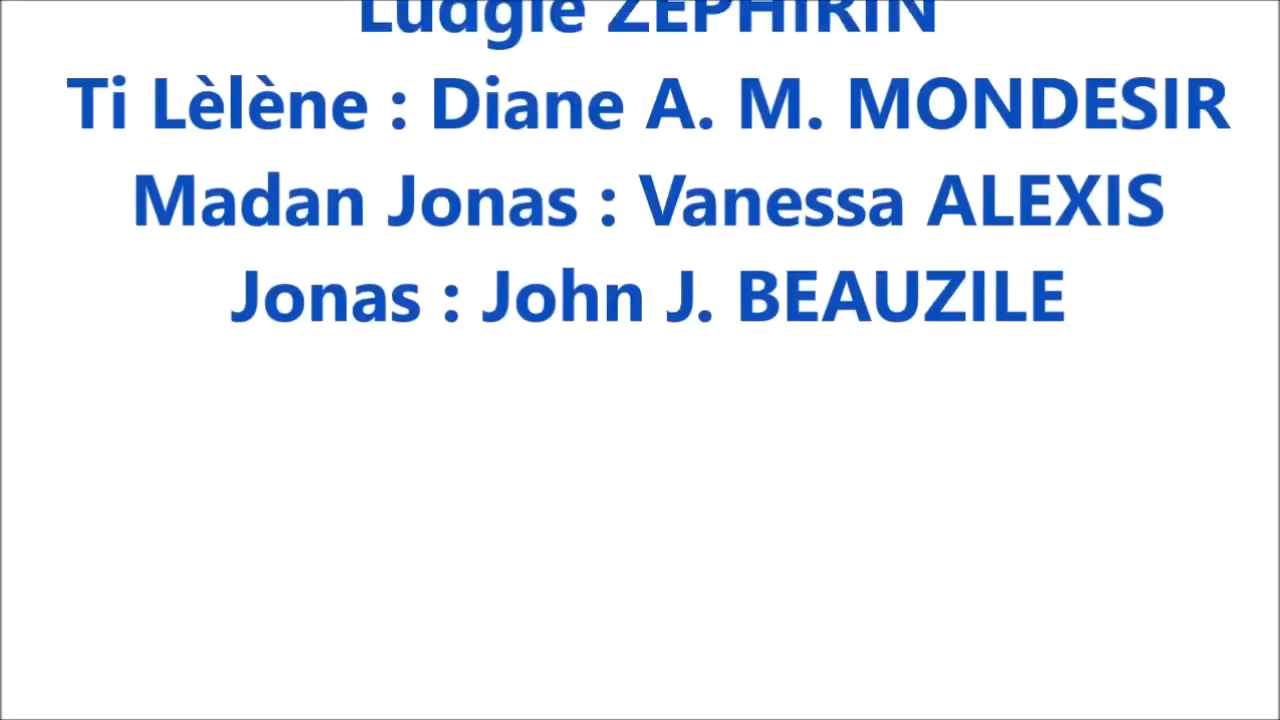 Ludgie ZEPHIRIN
Ti Lèlène : Diane A. M. MONDESIR
Madan Jonas : Vanessa ALEXIS
Jonas : John J. BEAUZILE